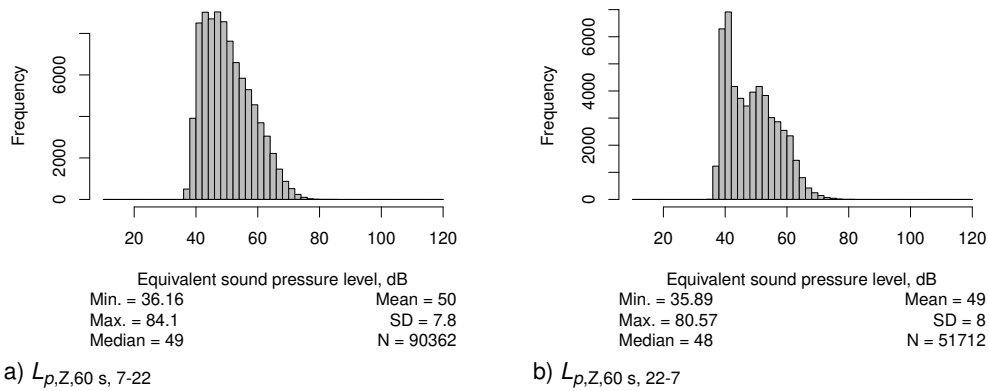 Frequency
0 2000 6000
20 40 60 80 100 120
Equivalent sound pressure level, dB
Min. = 36.16 Mean = 50
Max. = 84.1 SD = 7.8
Median = 49 N = 90362
a) Lp,Z,60 s, 7-22
Frequency
0 2000 4000 6000
20 40 60 80 100 120
Equivalent sound pressure level, dB
Min. = 35.89 Mean = 49
Max. = 80.57 SD = 8
Median = 48 N = 51712
b) Lp,Z,60 s, 22-7